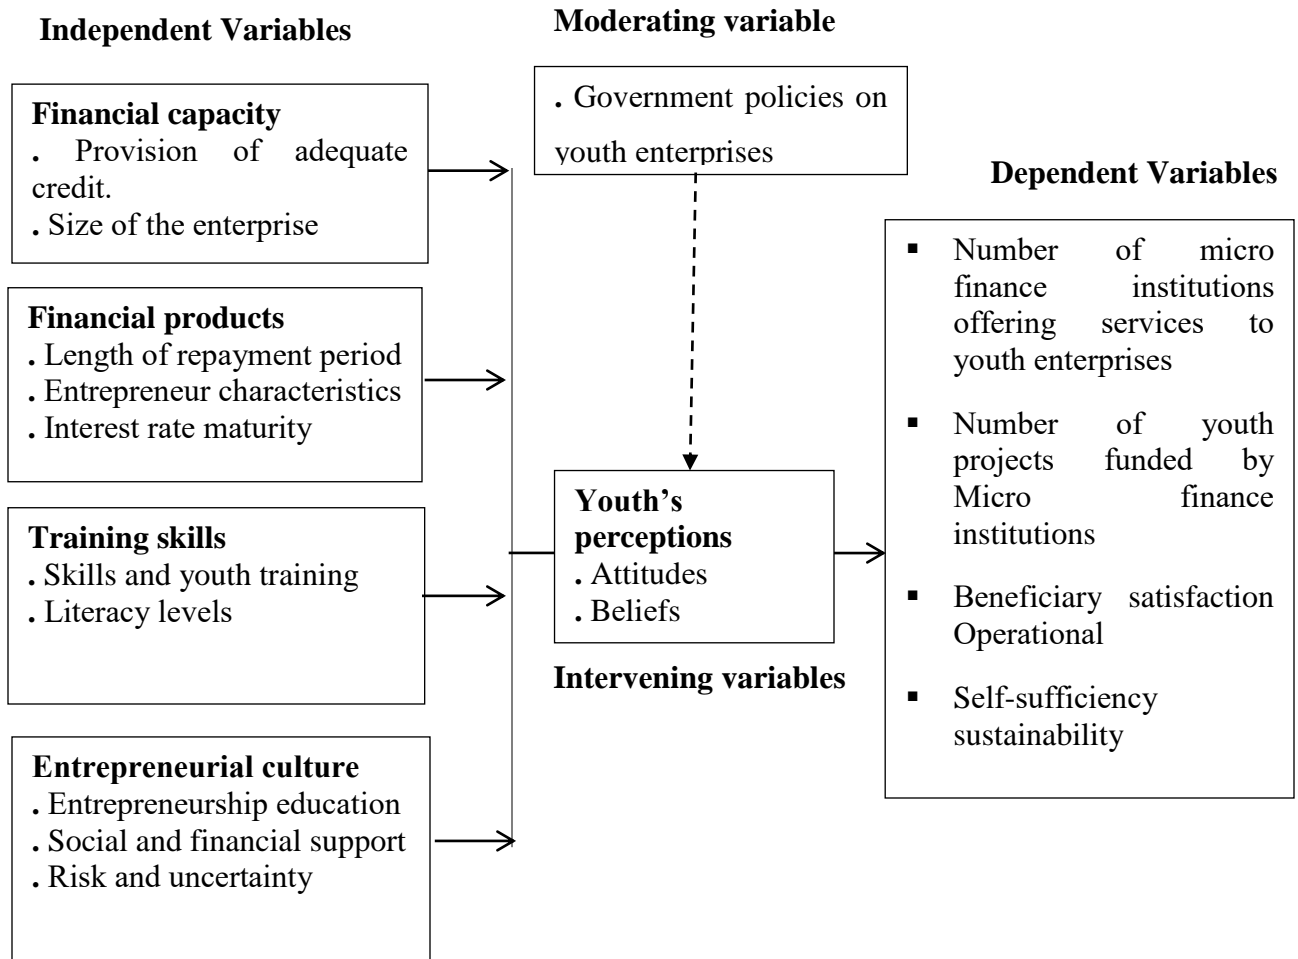 Independent Variables
Financial capacity
. Provision of adequate
credit.
. Size of the enterprise
Financial products
. Length of repayment period
. Entrepreneur characteristics
. Interest rate maturity
Training skills
. Skills and youth training
. Literacy levels
Entrepreneurial culture
. Entrepreneurship education
. Social and financial support
. Risk and uncertainty
Moderating variable
. Government policies on
youth enterprises
Youth’s
perceptions
. Attitudes
. Beliefs
Intervening variables
Dependent Variables
▪ Number of micro
finance institutions
offering services to
youth enterprises
▪ Number of youth
projects funded by
Micro finance
institutions
▪ Beneficiary satisfaction
Operational
▪ Self-sufficiency
sustainability